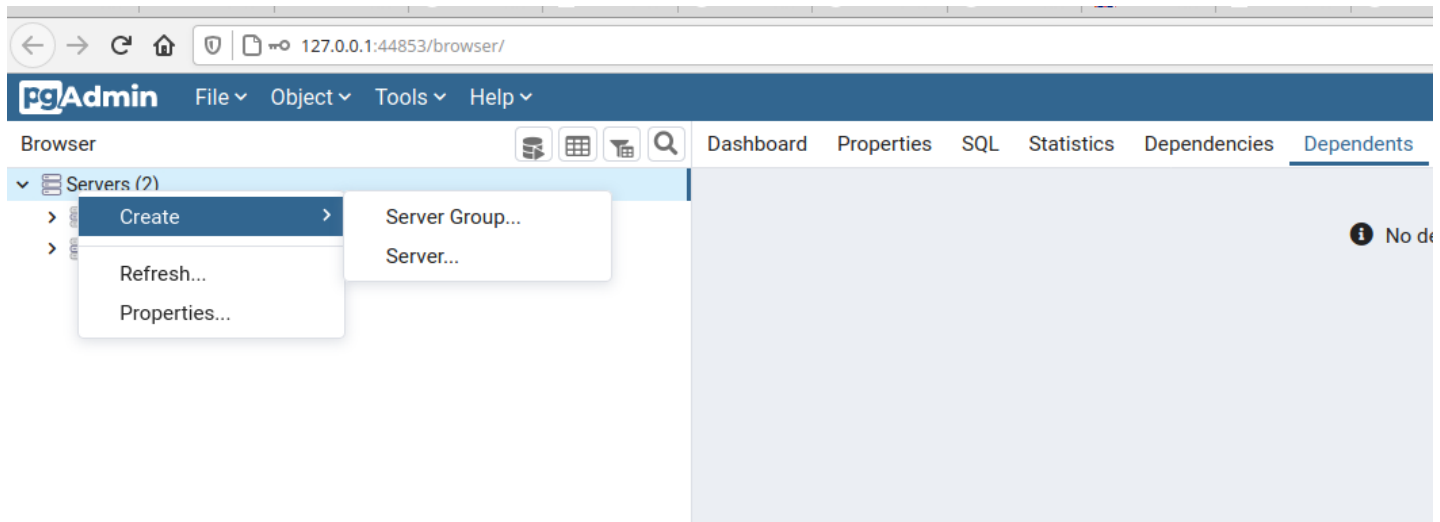 127.0.0.1:44853/browser/
pgAdmin File Object Tools Help
Browser Dashboard Properties SQL Statistics Dependencies Dependents
Servers (2)
Create Server Group...
Server...
Refresh...
Properties...
No